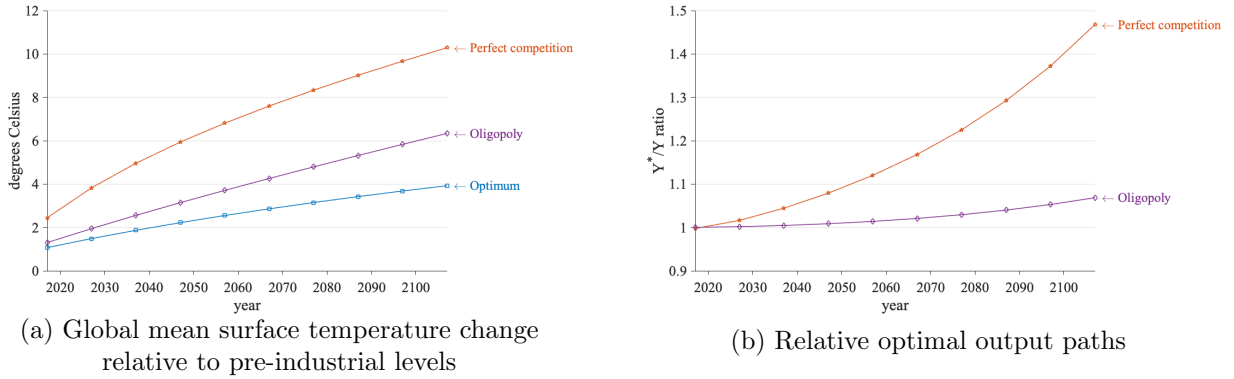 12
10
8
6
4
2
0
degrees Celsius
← Perfect competition
← Oligopoly
← Optimum
2020 2030 2040 2050 2060 2070 2080 2090 2100
year
(a) Global mean surface temperature change
relative to pre-industrial levels
1.5
1.4
1.3
1.2
1.1
1
0.9
Y*/Y ratio
← Perfect competition
← Oligopoly
2020 2030 2040 2050 2060 2070 2080 2090 2100
year
(b) Relative optimal output paths